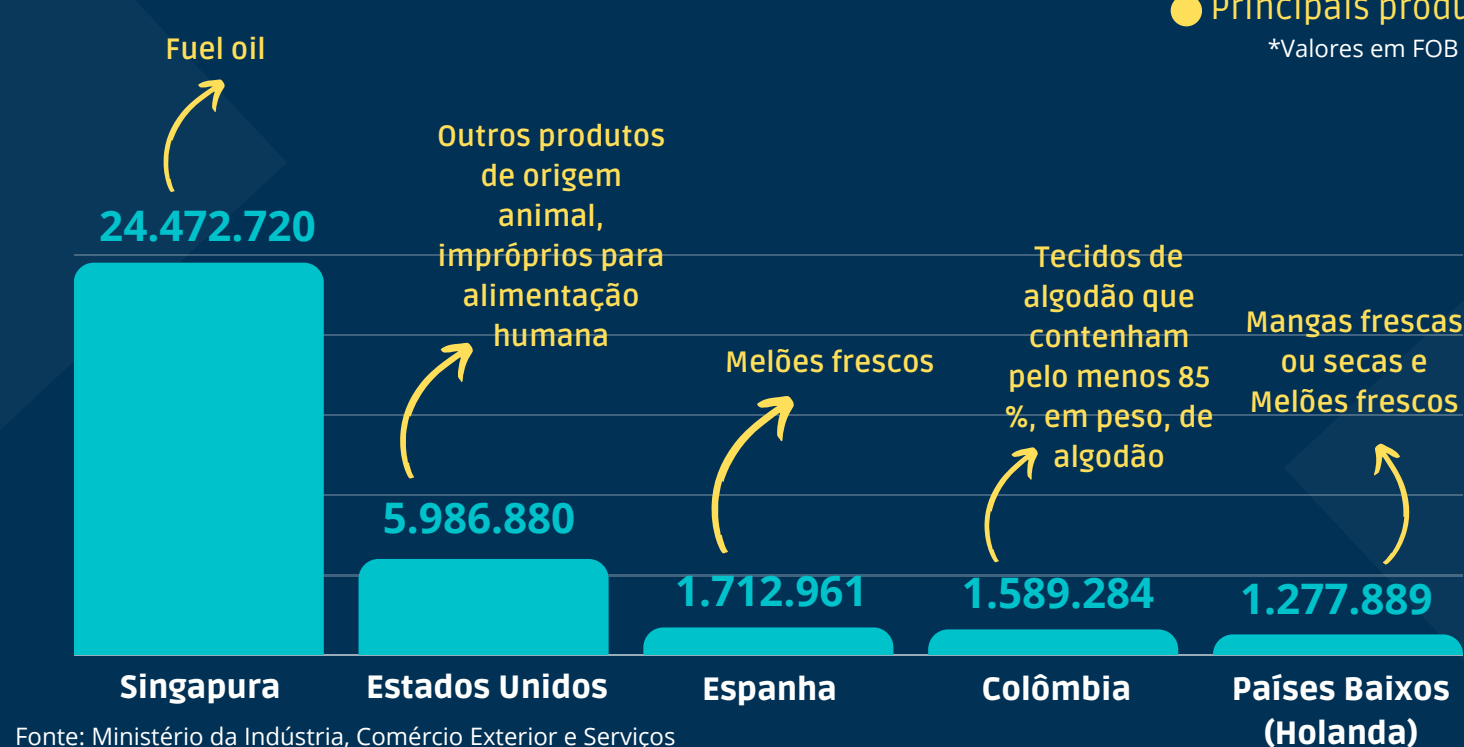 Principais produ
*Valores em FOB
Fuel oil
24.472.720
Outros produtos
de origem
animal,
impróprios para
alimentação
humana
5.986.880
Melões frescos
1.712.961
Tecidos de
algodão que
contenham
pelo menos 85
%, em peso, de
algodão
1.589.284
Mangas frescas
ou secas e
Melões frescos
1.277.889
Singapura
Estados Unidos
Espanha
Colômbia
Países Baixos
(Holanda)
Fonte: Ministério da Indústria, Comércio Exterior e Serviços